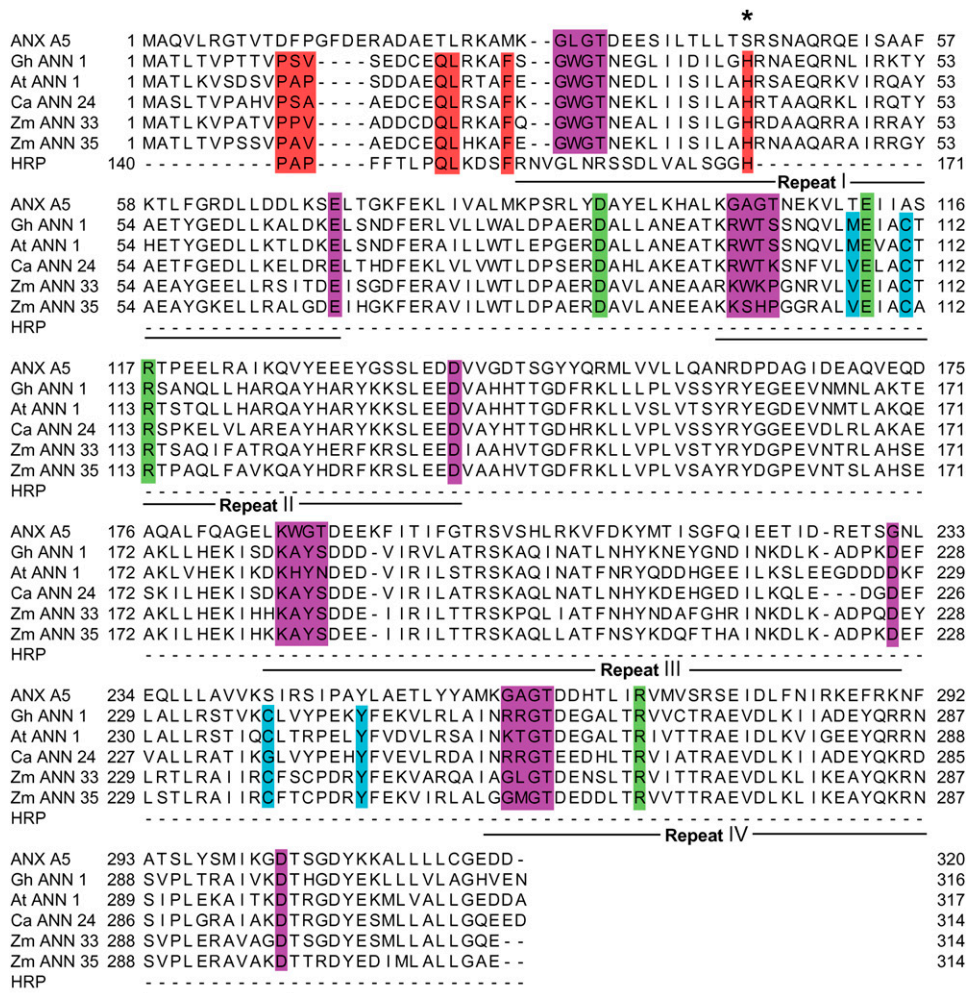 *
ANX A5 1 MAQVLRGTVTDFPGFDERADAETLRKAMK--GLGTDEESILTLLTSRSNAQRQEISAAF 57
Gh ANN 1 1 MATLTVPTTVPSV----SEDCEQLRKAFS--GWGTNEGLIIDILGHRNAEQRNLIRKTY 53
At ANN 1 1 MATLKVSDSVPAP----SDDAEQLRTAFE--GWGTNEDLIISILAHRSAEQRKVIRQAY 53
Ca ANN 24 1 MASLTVPAHVPSA----AEDCEQLRSAFK--GWGTNEKLIISILAHRTAAQRKLIRQTY 53
Zm ANN 33 1 MATLKVPATVPPV----ADDCDQLRKAFQ--GWGTNEALIISILGHRDAAQRRAIRRAY 53
Zm ANN 35 1 MATLTVPSSVPAV----AEDCEQLHKAFE--GWGTNEKLIISILAHRNAAQARAIRRGY 53
HRP 140 ----------PAP----FFTLPQLKDSFRNVGLNRSSDLVALSGGH------------- 171
Repeat I
ANX A5 58 KTLFGRDLLDDLKSELTGKFEKLIVALMKPSRLYDAYELKHALKGAGTNEKVLTEIIAS 116
Gh ANN 1 54 AETYGEDLLKALDKELSNDFERLVLLWALDPAERDALLANEATKRWTSSNQVLMEIACT 112
At ANN 1 54 HETYGEDLLKTLDKELSNDFERAILLWTLEPGERDALLANEATKRWTSSNQVLMEVACT 112
Ca ANN 24 54 AETFGEDLLKELDRELTHDFEKLVLVWTLDPSERDAHLAKEATKRWTKSNFVLVELACT 112
Zm ANN 33 54 AEAYGEELLRSITDEISGDFERAVILWTLDPAERDAVLANEAARKWKPGNRVLVEIACT 112
Zm ANN 35 54 AEAYGKELLRALGDEIHGKFERAVILWTLDPAERDAVLANEEAKKSHPGGRALVEIACA 112
HRP -----------------------------------------------------------
ANX A5 117 RTPEELRAIKQVYEEEYGSSLEDDVVGDTSGYYQRMLVVLLQANRDPDAGIDEAQVEQD 175
Gh ANN 1 113 RSANQLLHARQAYHARYKKSLEEDVAHHTTGDFRKLLLPLVSSYRYEGEEVNMNLAKTE 171
At ANN 1 113 RTSTQLLHARQAYHARYKKSLEEDVAHHTTGDFRKLLVSLVTSYRYEGDEVNMTLAKQE 171
Ca ANN 24 113 RSPKELVLAREAYHARYKKSLEEDVAYHTTGDHRKLLVPLVSSYRYGGEEVDLRLAKAE 171
Zm ANN 33 113 RTSAQIFATRQAYHERFKRSLEEDVAAHVTGDFRKLLVPLVSAYRYDGPEVNTRLAHSE 171
Zm ANN 35 113 RTPAQLFAVKQAYHDRFKRSLEEDVAAHVTGDFRKLLVPLVSAYRYDGPEVNTSLAHSE 171
HRP -----------------------------------------------------------
Repeat II
ANX A5 176 AQALFQAGELKWGTDEEKFITIFGTRSVSHLRKVFDKYMTISGFQIEETID-RETSGNL 233
Gh ANN 1 172 AKLLHEKISDKAYSDDD-VIRVLATRSKAQINATLNHYKNEYGNDINKDLK-ADPKDEF 228
At ANN 1 172 AKLVHEKIKDKHYNDED-VIRILSTRSKAQINATFNRYQDDHGEEILKSLEEGDDDDKF 229
Ca ANN 24 172 SKILHEKISDKAYSDDE-VIRILATRSKAQLNATLNHYKDEHGEDILKQLE---DGDEF 226
Zm ANN 33 172 AKLLHEKIHHKAYSDDE-IIRILTTRSKPQLIATFNHYNDAFGHRINKDLK-ADPQDEY 228
Zm ANN 35 172 AKILHEKIHKKAYSDEE-IIRILTTRSKAQLLATFNSYKDQFTHAINKDLK-ADPKDEF 228
HRP -----------------------------------------------------------
Repeat III
ANX A5 234 EQLLLAVVKSIRSIPAYLAETLYYAMKGAGTDDHTLIRVMVSRSEIDLFNIRKEFRKNF 292
Gh ANN 1 229 LALLRSTVKCLVYPEKYFEKVLRLAINRRGTDEGALTRVVCTRAEVDLKIIADEYQRRN 287
At ANN 1 230 LALLRSTIQCLTRPELYFVDVLRSAINKTGTDEGALTRIVTTRAEIDLKVIGEEYQRRN 288
Ca ANN 24 227 VALLRATIKGLVYPEHYFVEVLRDAINRRGTEEDHLTRVIATRAEVDLKIIADEYQKRD 285
Zm ANN 33 229 LRTLRAIIRCFSCPDRYFEKVARQAIAGLGTDENSLTRVITTRAEVDLKLIKEAYQKRN 287
Zm ANN 35 229 LSTLRAIIRCFTCPDRYFEKVIRLALGGMGTDEDDLTRVVTTRAEVDLKLIKEAYQKRN 287
HRP -----------------------------------------------------------
Repeat IV
ANX A5 293 ATSLYSMIKGDTSGDYKKALLLLCGEDD- 320
Gh ANN 1 288 SVPLTRAIVKDTHGDYEKLLLVLAGHVEN 316
At ANN 1 289 SIPLEKAITKDTRGDYEKMLVALLGEDDA 317
Ca ANN 24 286 SIPLGRAIAKDTRGDYESMLLALLGQEED 314
Zm ANN 33 288 SVPLERAVAGDTSGDYESMLLALLGQE-- 314
Zm ANN 35 288 SVPLERAVAKDTTRDYEDIMLALLGAE-- 314
HRP -----------------------------